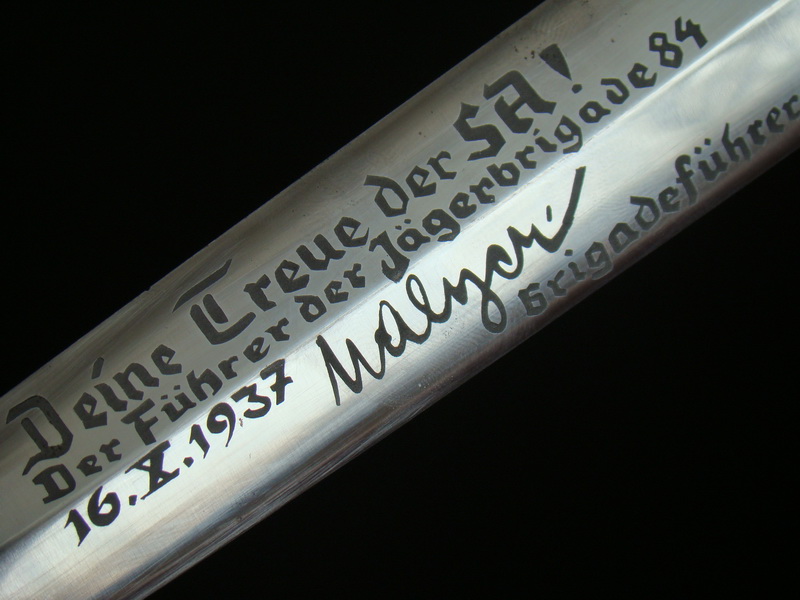 Deine Treue der SA!
Der Führer der Jägerbrigade 84
16.X.1937
Brigadeführer